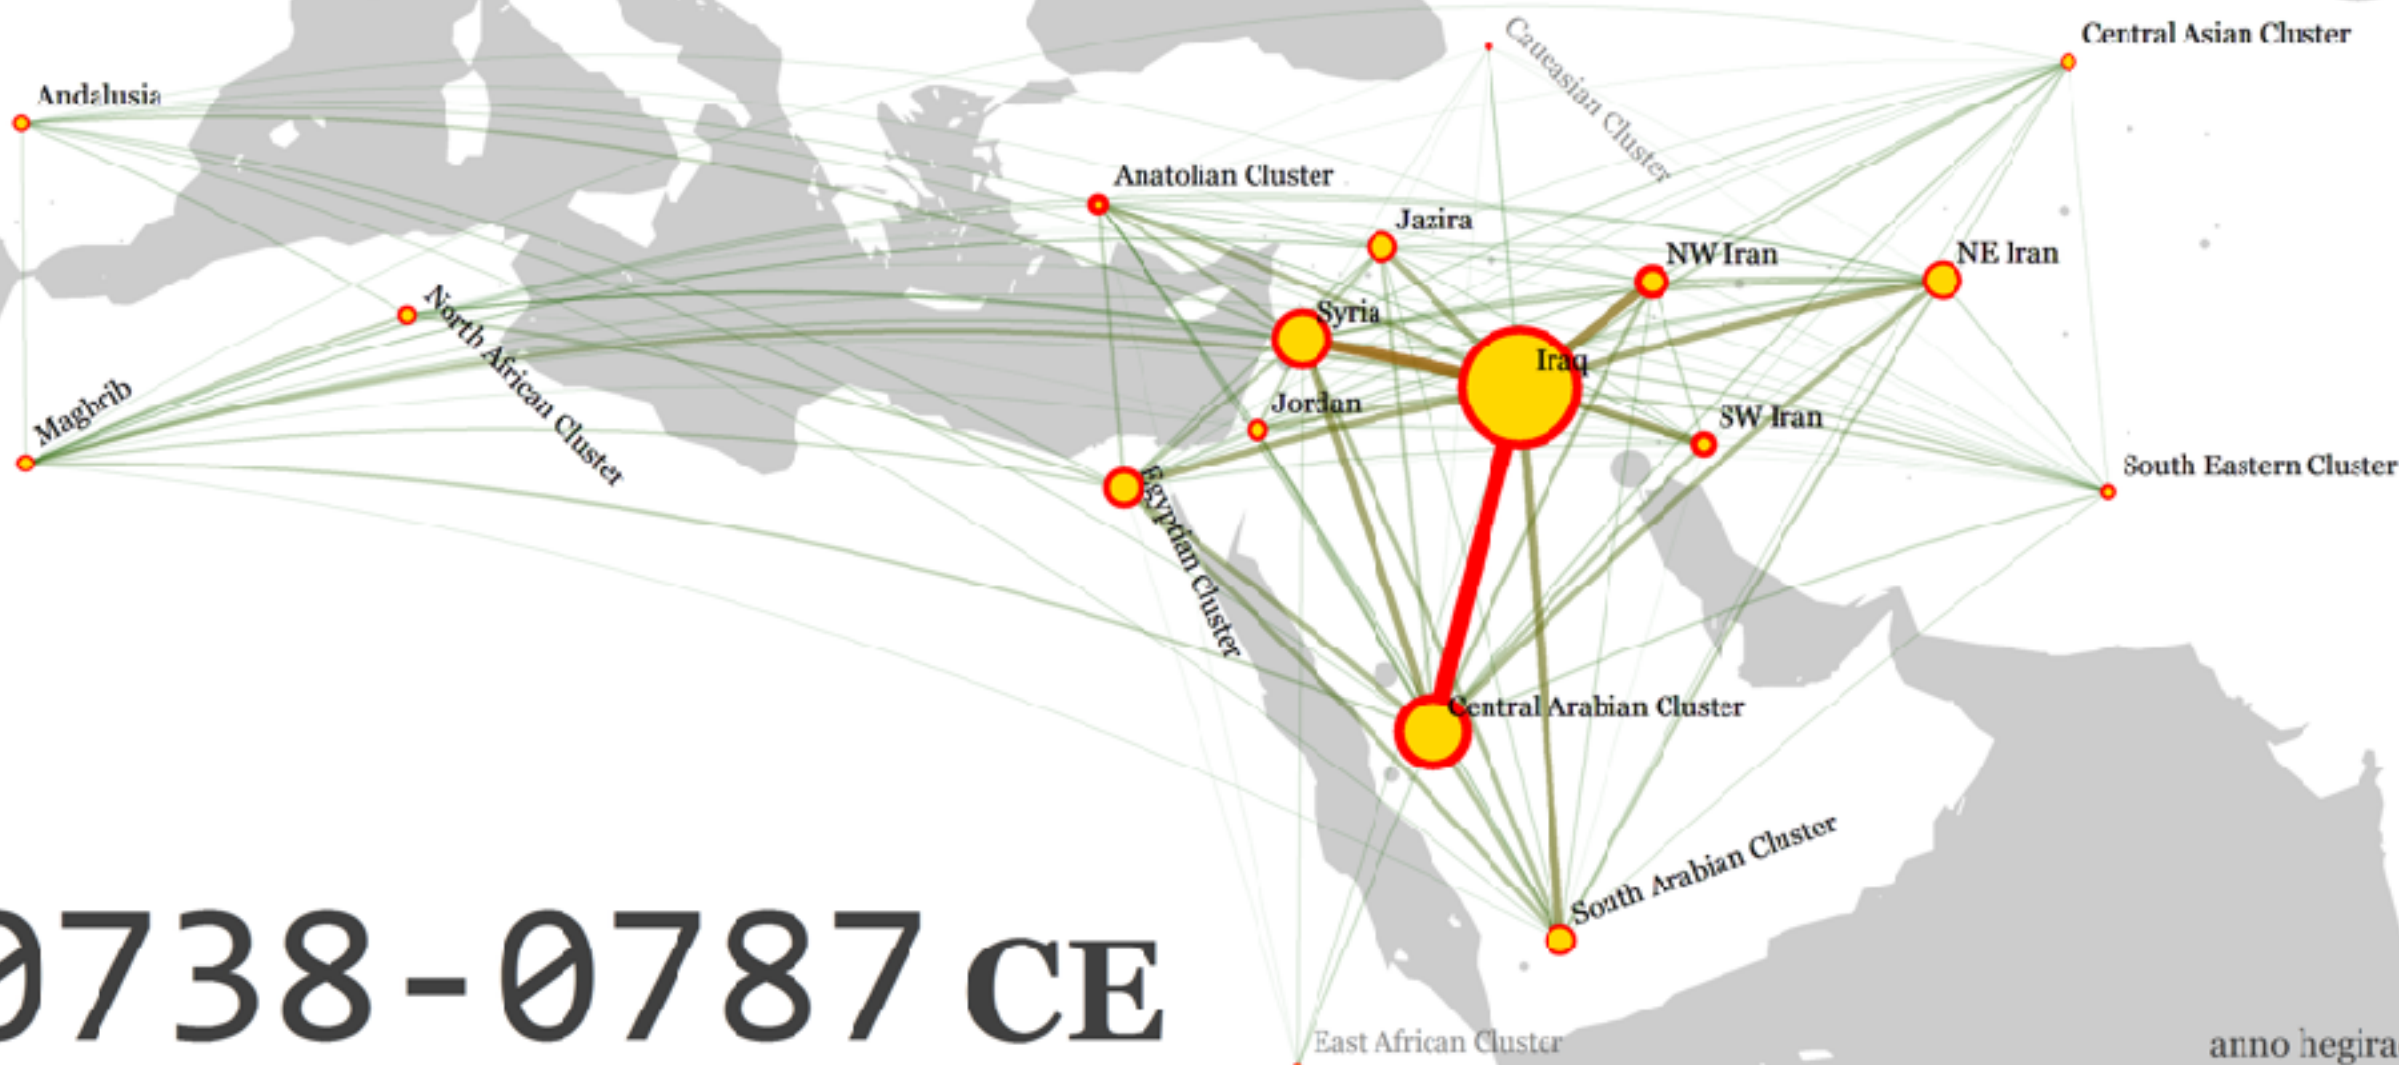 Central Asian Cluster
Caucasian Cluster
Andalusia
Anatolian Cluster
Jazira
NW Iran
NE Iran
North African Cluster
Syria
Iraq
Maghrib
Jordan
SW Iran
South Eastern Cluster
Egyptian Cluster
Central Arabian Cluster
South Arabian Cluster
0738-0787 CE
East African Cluster
anno hegira